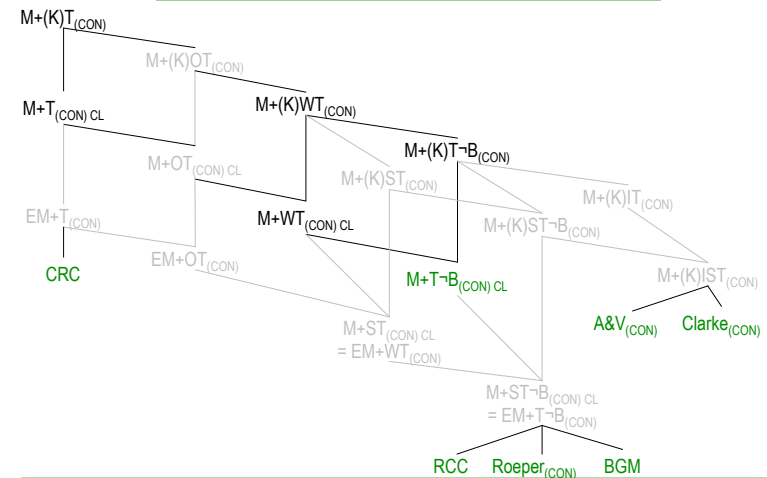 M+(K)T(CON)
M+(K)OT(CON)
M+(K)WT(CON)
M+T(CON) CL
M+(K)T¬B(CON)
M+OT(CON) CL
M+(K)ST(CON)
M+(K)IT(CON)
EM+T(CON)
M+WT(CON) CL
M+(K)ST¬B(CON)
EM+OT(CON)
CRC
M+T¬B(CON) CL
M+(K)IST(CON)
M+ST(CON) CL
= EM+WT(CON)
A&V(CON)
Clarke(CON)
M+ST¬B(CON) CL
= EM+T¬B(CON)
RCC
Roeper(CON)
BGM